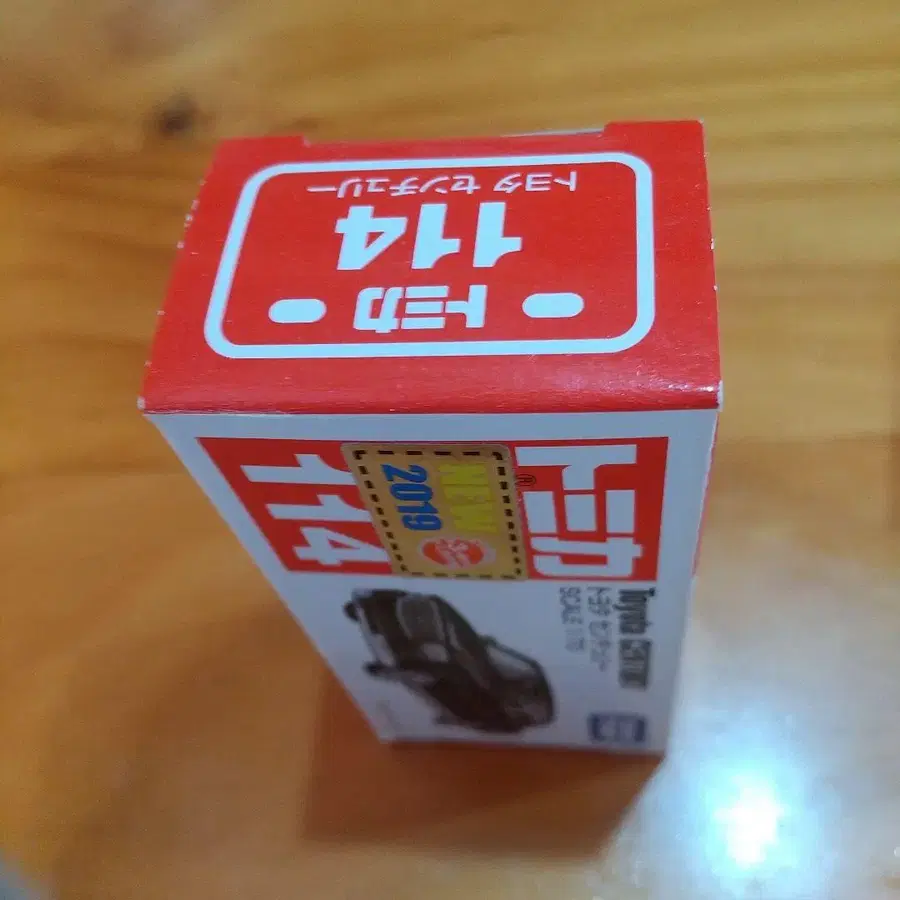 トミカ
114
トヨタ センチュリー
トミカ®
114
NEW
2019
Toyota CENTURY
トヨタ センチュリー
SCALE 1/70